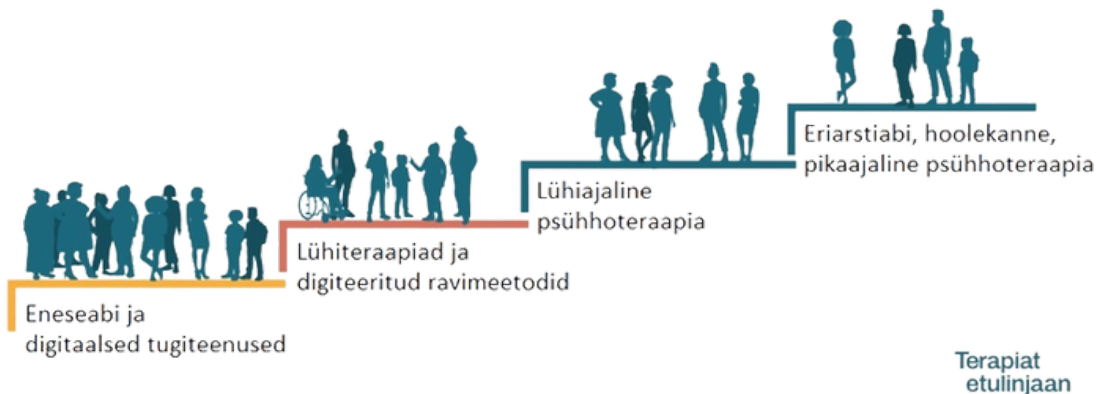 Eneseabi ja
digitaalsed tugiteenused
Lühiteraapiad ja
digiteeritud ravimeetodid
Lühiajaline
psühhoteraapia
Eriarstiabi, hoolekanne,
pikaajaline psühhoteraapia
Terapiat
etulinjaan